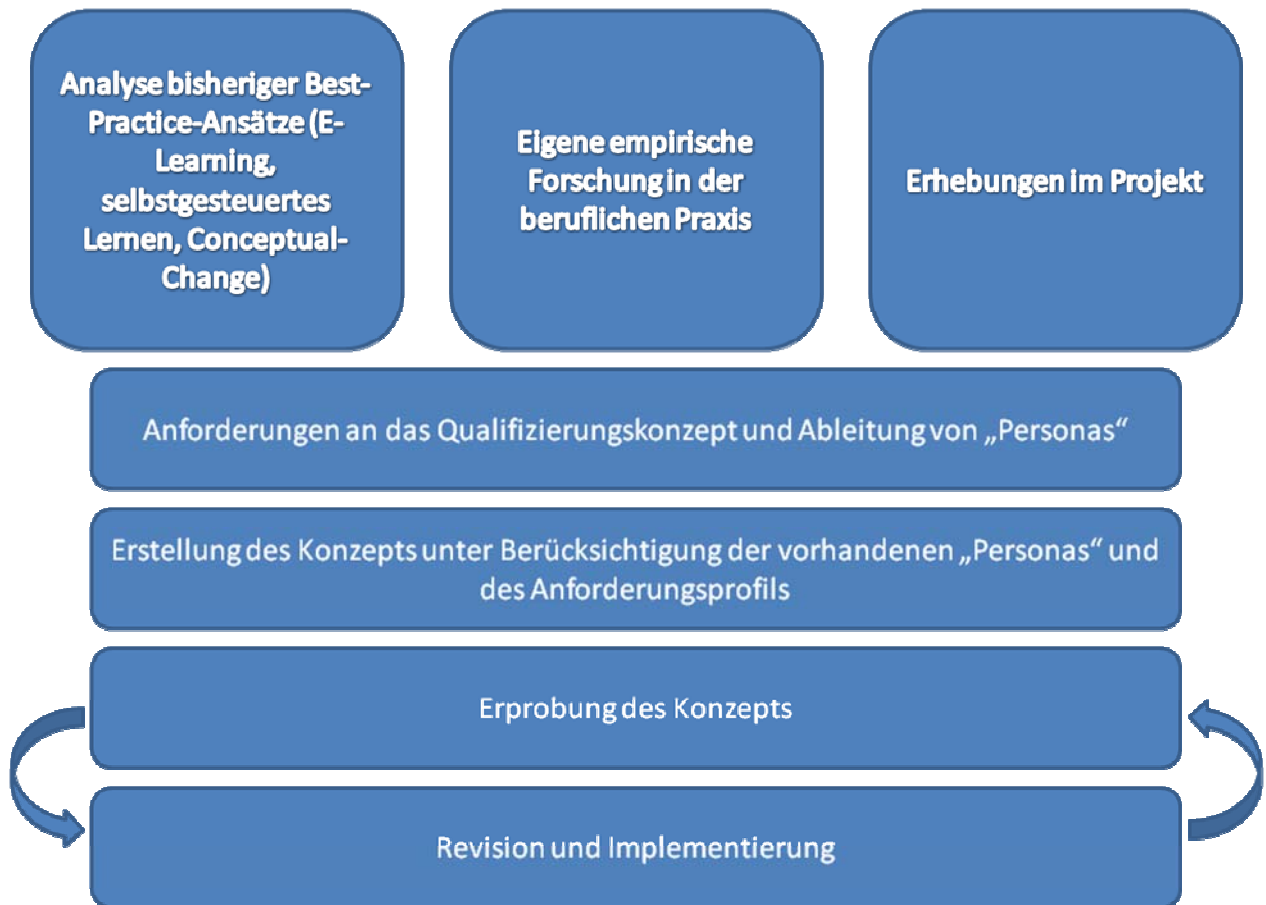 Analyse bisheriger Best-
Practice-Ansätze (E-
Learning,
selbstgesteuertes
Lernen, Conceptual-
Change)
Eigene empirische
Forschung in der
beruflichen Praxis
Erhebungen im Projekt
Anforderungen an das Qualifizierungskonzept und Ableitung von „Personas“
Erstellung des Konzepts unter Berücksichtigung der vorhandenen „Personas“ und
des Anforderungsprofils
Erprobung des Konzepts
Revision und Implementierung